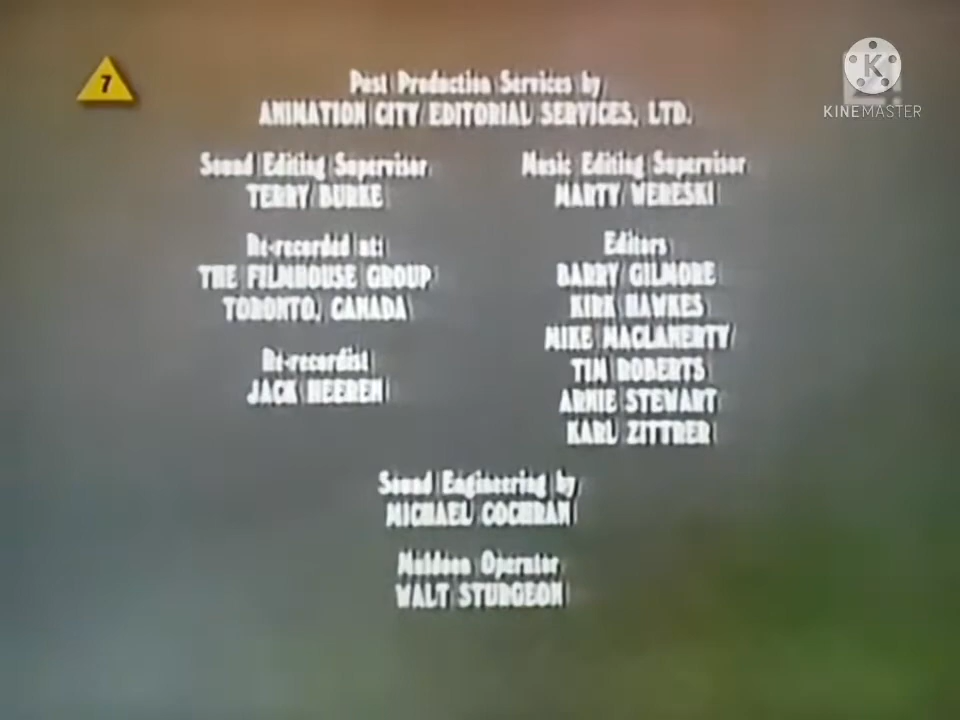 7
KINEMASTER
Post Production Services by
ANIMATION CITY EDITORIAL SERVICES, LTD.
Sound Editing Supervisor
TERRY BURKE
Re-recorded at:
THE FILMHOUSE GROUP
TORONTO, CANADA
Re-recordist
JACK HEEREN
Music Editing Supervisor
MARTY WERESKI
Editors
BARRY GILMORE
KIRK HAWKES
MIKE MACLANERTY
TIM ROBERTS
ARNIE STEWART
KARL ZITTRER
Sound Engineering by
MICHAEL COCHRAN
Muldoon Operator
WALT STURGEON